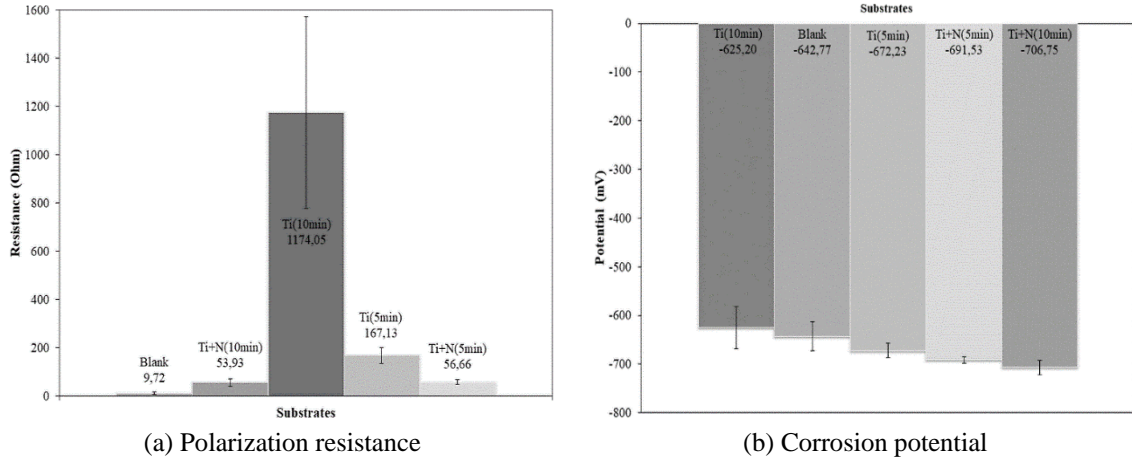 1600
1400
1200
1000
800
600
400
200
0
Resistance (Ohm)
Ti(10min)
1174,05
Ti(5min)
167,13
Ti+N(10min)
53,93
Ti+N(5min)
56,66
Blank
9,72
Substrates
(a) Polarization resistance
Substrates
0
-100
-200
-300
-400
-500
-600
-700
-800
Potential (mV)
Ti(10min)
-625,20
Blank
-642,77
Ti(5min)
-672,23
Ti+N(5min)
-691,53
Ti+N(10min)
-706,75
(b) Corrosion potential